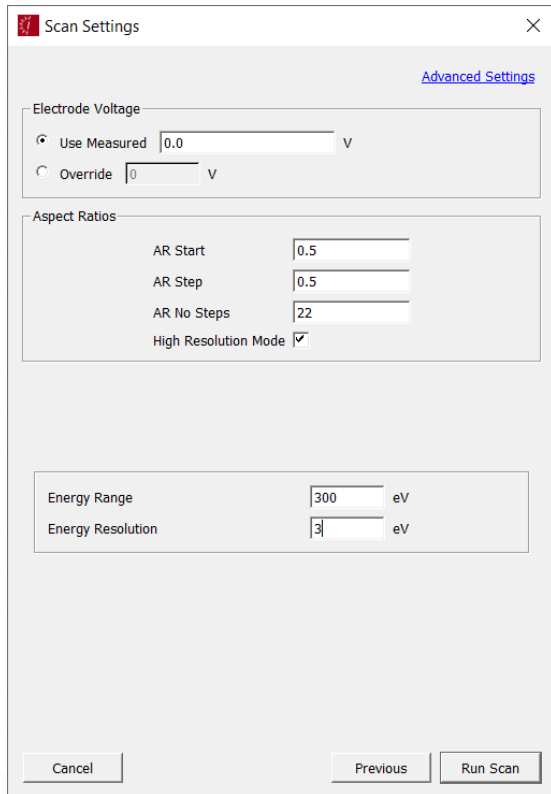 Scan Settings
Advanced Settings
Electrode Voltage
Use Measured 0.0 V
Override 0 V
Aspect Ratios
AR Start 0.5
AR Step 0.5
AR No Steps 22
High Resolution Mode
Energy Range 300 eV
Energy Resolution 3 eV
Cancel Previous Run Scan